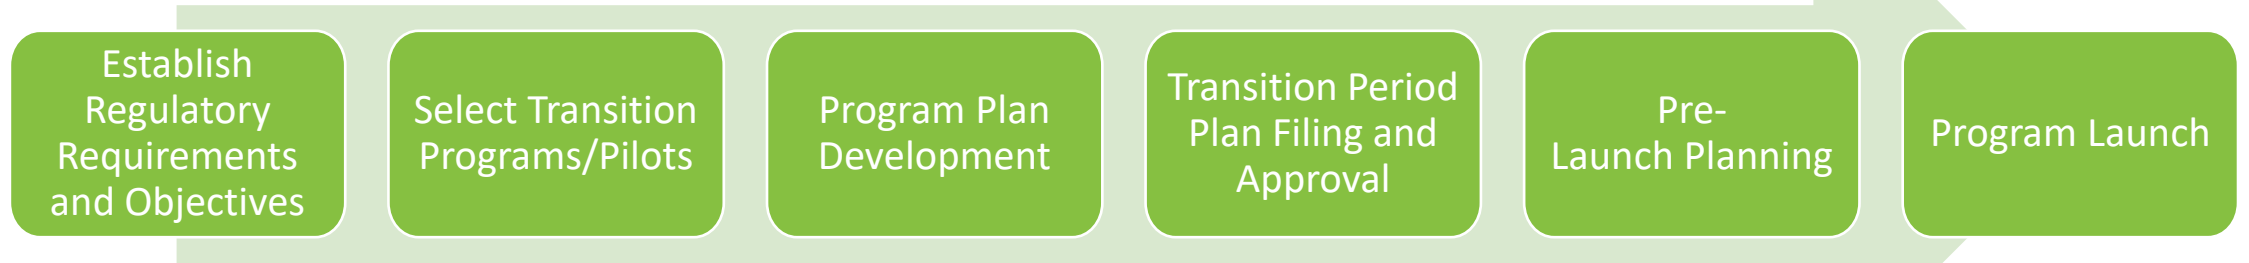 Establish
Regulatory
Requirements
and Objectives
Select Transition
Programs/Pilots
Program Plan
Development
Transition Period
Plan Filing and
Approval
Pre-
Launch Planning
Program Launch